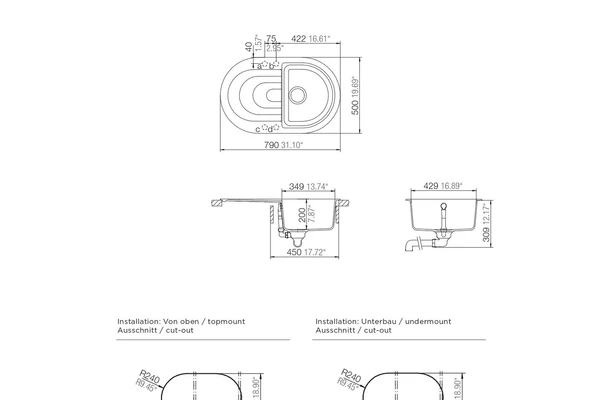 40 1.57"
75 2.95"
422 16.61"
a b
500 19.69"
c d
790 31.10"
349 13.74"
200 7.87"
450 17.72"
429 16.89"
309 12.17"
Installation: Von oben / topmount
Ausschnitt / cut-out
Installation: Unterbau / undermount
Ausschnitt / cut-out
R240
R9.45"
18.90"
R240
R9.45"
18.90"